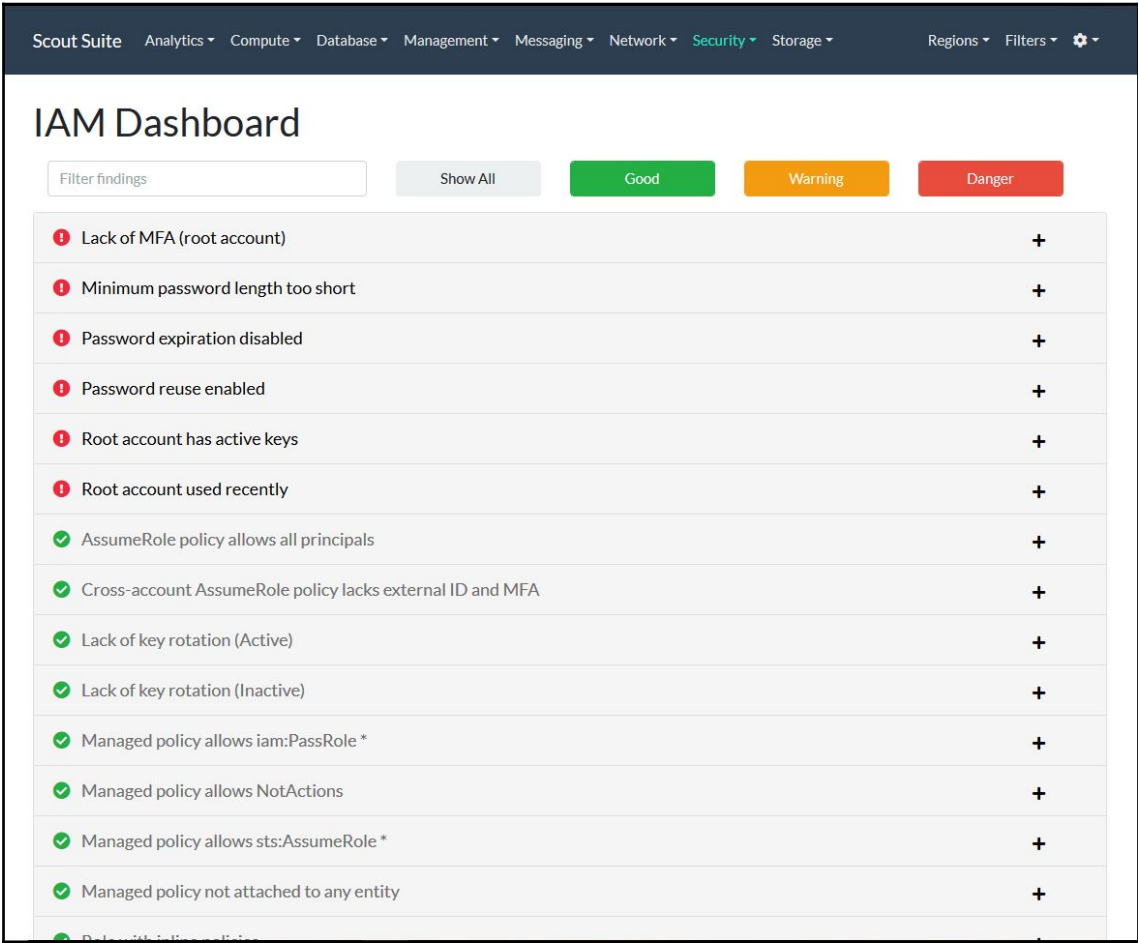 Scout Suite Analytics Compute Database Management Messaging Network Security Storage Regions Filters
IAM Dashboard
Filter findings Show All Good Warning Danger
Lack of MFA (root account)
Minimum password length too short
Password expiration disabled
Password reuse enabled
Root account has active keys
Root account used recently
AssumeRole policy allows all principals
Cross-account AssumeRole policy lacks external ID and MFA
Lack of key rotation (Active)
Lack of key rotation (Inactive)
Managed policy allows iam:PassRole *
Managed policy allows NotActions
Managed policy allows sts:AssumeRole *
Managed policy not attached to any entity
Role with inline policies